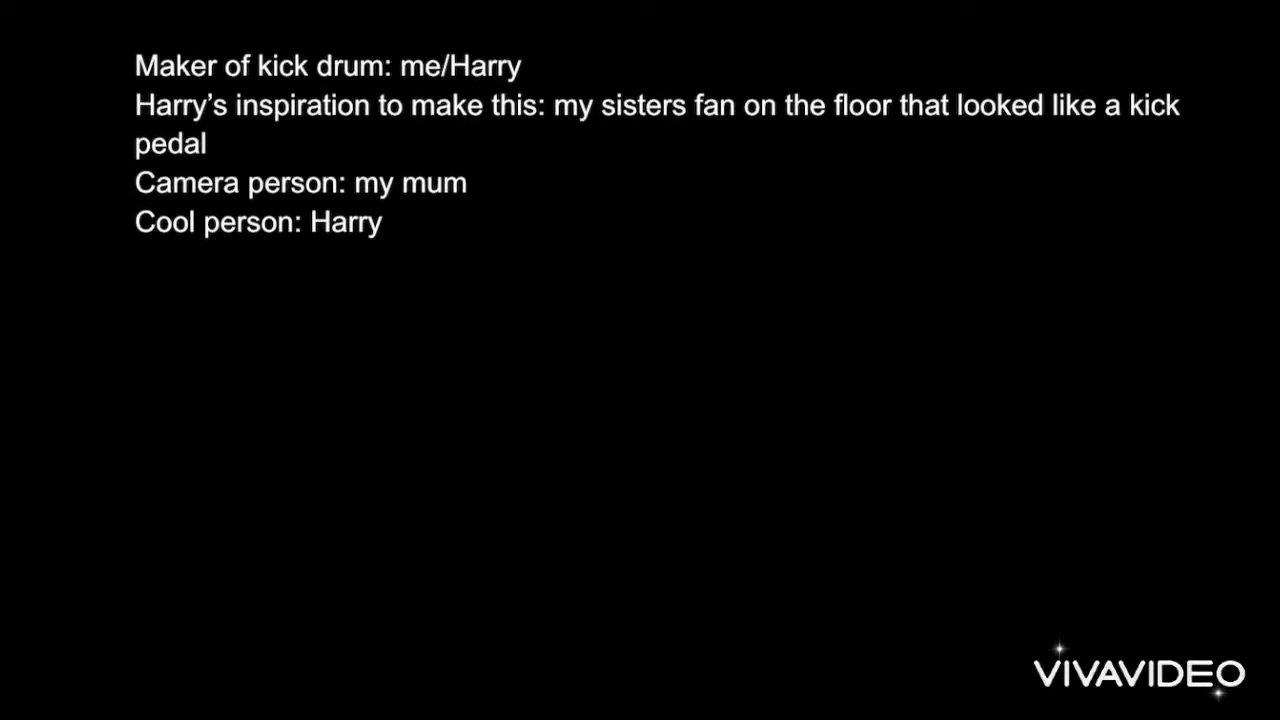 Maker of kick drum: me/Harry
Harry’s inspiration to make this: my sisters fan on the floor that looked like a kick
pedal
Camera person: my mum
Cool person: Harry
VIVAVIDEO